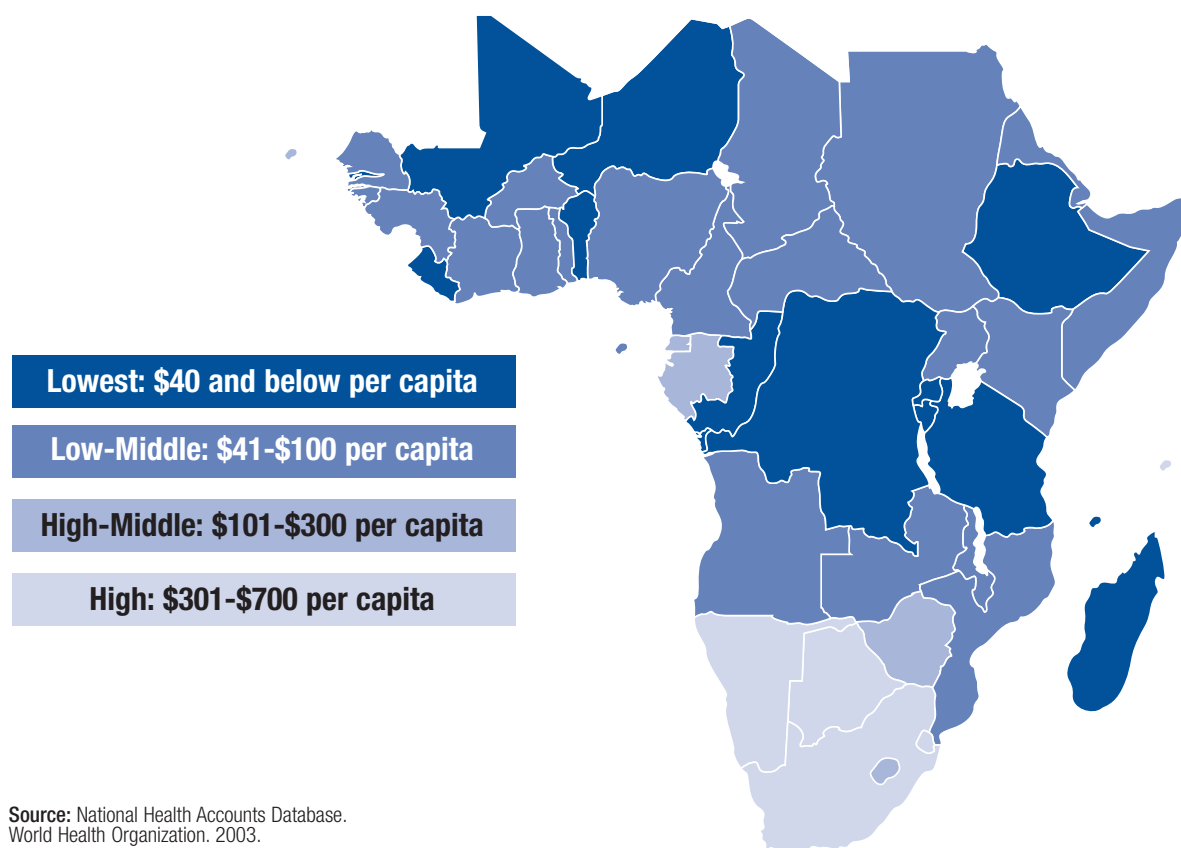 Lowest: $40 and below per capita
Low-Middle: $41-$100 per capita
High-Middle: $101-$300 per capita
High: $301-$700 per capita
Source: National Health Accounts Database.
World Health Organization. 2003.